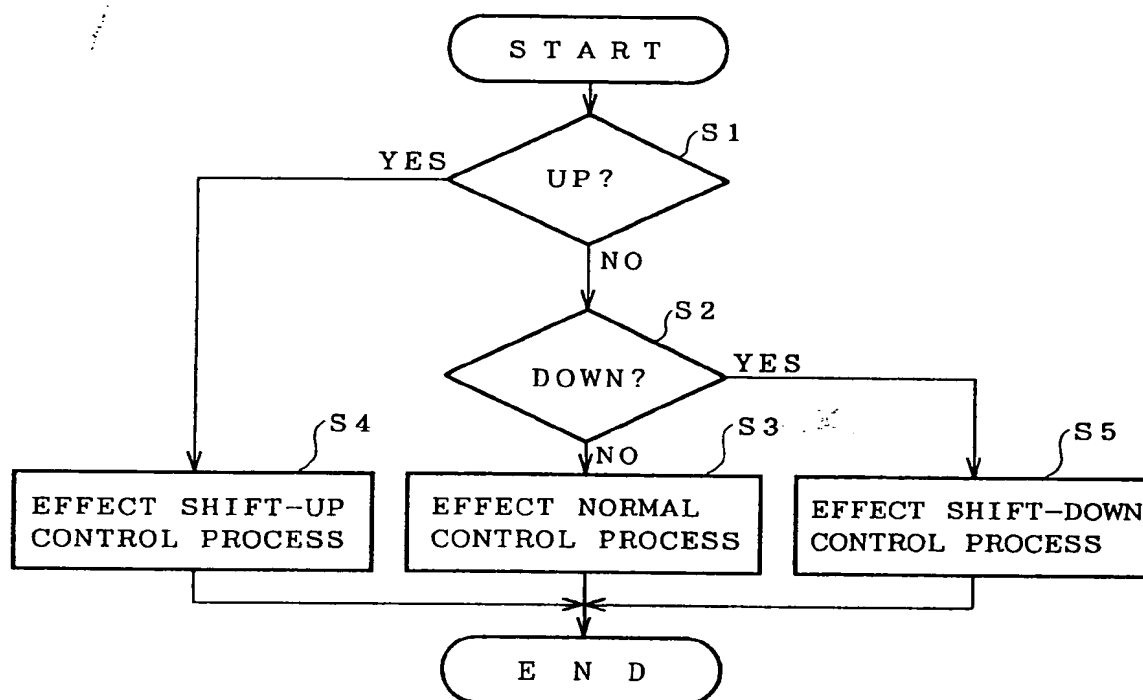 START
S1
YES
UP?
NO
S2
YES
DOWN?
S4
S3
S5
NO
EFFECT SHIFT-UP
CONTROL PROCESS
EFFECT NORMAL
CONTROL PROCESS
EFFECT SHIFT-DOWN
CONTROL PROCESS
END